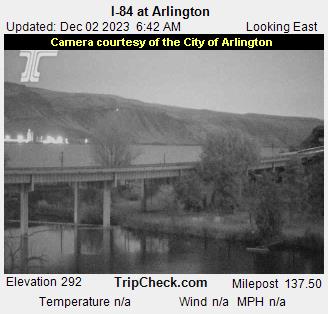 I-84 at Arlington
Updated: Dec 02 2023 6:42 AM Looking East
Camera courtesy of the City of Arlington
Elevation 292 TripCheck.com Milepost 137.50
Temperature n/a Wind n/a MPH n/a